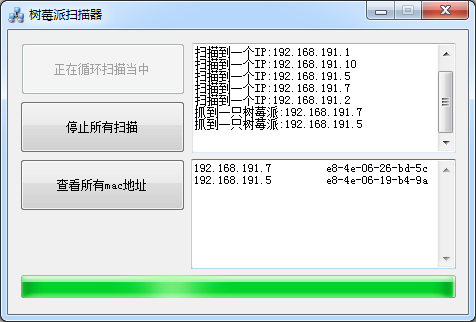 树莓派扫描器
正在循环扫描当中
停止所有扫描
查看所有mac地址
扫描到一个IP:192.168.191.1
扫描到一个IP:192.168.191.10
扫描到一个IP:192.168.191.5
扫描到一个IP:192.168.191.7
扫描到一个IP:192.168.191.2
抓到一只树莓派:192.168.191.7
抓到一只树莓派:192.168.191.5
192.168.191.7 e8-4e-06-26-bd-5c
192.168.191.5 e8-4e-06-19-b4-9a